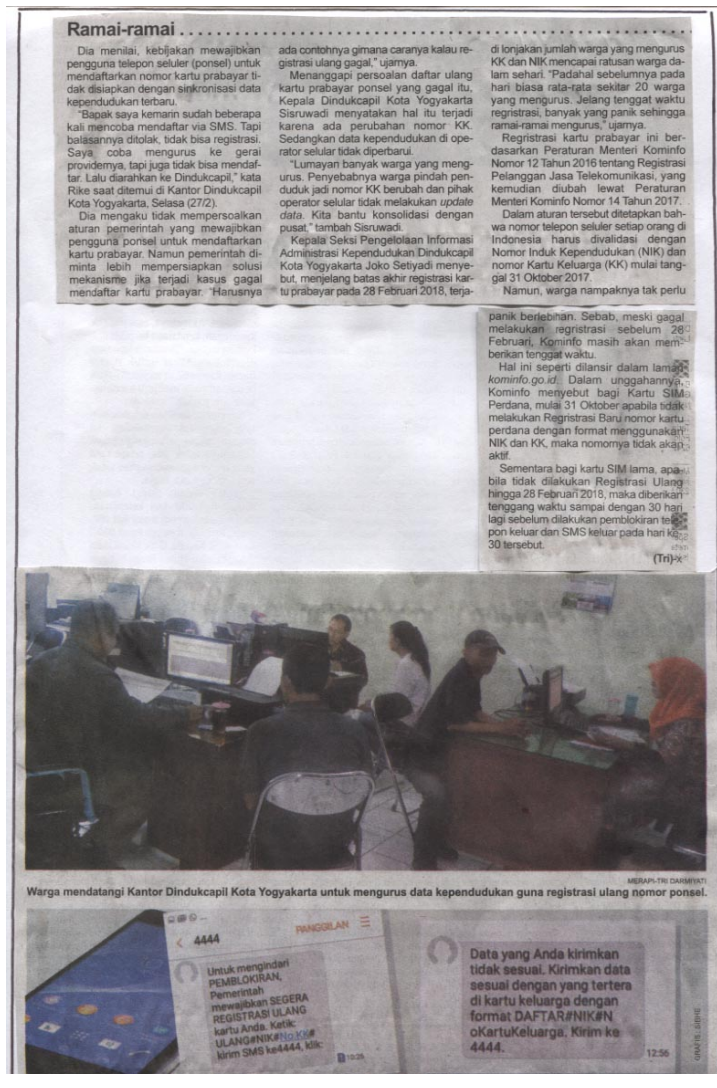 Ramai-ramai . . . . . . . . . . . . . . . . . . . . . . . . . . . . . . . . . . . . . . . . . . . . . . . .
Dia menilai, kebijakan mewajibkan
pengguna telepon seluler (ponsel) untuk
mendaftarkan nomor kartu prabayar ti-
dak disiapkan dengan sinkronisasi data
kependudukan terbaru.
"Bapak saya kemarin sudah beberapa
kali mencoba mendaftar via SMS. Tapi
balasannya ditolak, tidak bisa registrasi.
Saya coba mengurus ke gerai
providernya, tapi juga tidak bisa mendaf-
tar. Lalu diarahkan ke Dindukcapil," kata
Rike saat ditemui di Kantor Dindukcapil
Kota Yogyakarta, Selasa (27/2).
Dia mengaku tidak mempersoalkan
aturan pemerintah yang mewajibkan
pengguna ponsel untuk mendaftarkan
kartu prabayar. Namun pemerintah di-
minta lebih mempersiapkan solusi
mekanisme jika terjadi kasus gagal
mendaftar kartu prabayar. "Harusnya
ada contohnya gimana caranya kalau re-
gistrasi ulang gagal," ujarnya.
Menanggapi persoalan daftar ulang
kartu prabayar ponsel yang gagal itu,
Kepala Dindukcapil Kota Yogyakarta
Sisruwadi menyatakan hal itu terjadi
karena ada perubahan nomor KK.
Sedangkan data kependudukan di ope-
rator selular tidak diperbarui.
"Lumayan banyak warga yang meng-
urus. Penyebabnya warga pindah pen-
duduk jadi nomor KK berubah dan pihak
operator selular tidak melakukan update
data. Kita bantu konsolidasi dengan
pusat," tambah Sisruwadi.
Kepala Seksi Pengelolaan Informasi
Administrasi Kependudukan Dindukcapil
Kota Yogyakarta Joko Setiyadi menye-
but, menjelang batas akhir registrasi kar-
tu prabayar pada 28 Februari 2018, terja-
di lonjakan jumlah warga yang mengurus
KK dan NIK mencapai ratusan warga da-
lam sehari. "Padahal sebelumnya pada
hari biasa rata-rata sekitar 20 warga
yang mengurus. Jelang tenggat waktu
regristrasi, banyak yang panik sehingga
ramai-ramai mengurus," ujarnya.
Regristrasi kartu prabayar ini ber-
dasarkan Peraturan Menteri Kominfo
Nomor 12 Tahun 2016 tentang Registrasi
Pelanggan Jasa Telekomunikasi, yang
kemudian diubah lewat Peraturan
Menteri Kominfo Nomor 14 Tahun 2017.
Dalam aturan tersebut ditetapkan bah-
wa nomor telepon seluler setiap orang di
Indonesia harus divalidasi dengan
Nomor Induk Kependudukan (NIK) dan
nomor Kartu Keluarga (KK) mulai tang-
gal 31 Oktober 2017.
Namun, warga nampaknya tak perlu
panik berlebihan. Sebab, meski gagal
melakukan regristrasi sebelum 28
Februari, Kominfo masih akan mem-
berikan tenggat waktu.
Hal ini seperti dilansir dalam laman
kominfo.go.id. Dalam unggahannya,
Kominfo menyebut bagi Kartu SIM
Perdana, mulai 31 Oktober apabila tidak
melakukan Regristrasi Baru nomor kartu
perdana dengan format menggunakan
NIK dan KK, maka nomornya tidak akan
aktif.
Sementara bagi kartu SIM lama, apa-
bila tidak dilakukan Registrasi Ulang
hingga 28 Februari 2018, maka diberikan
tenggang waktu sampai dengan 30 hari
lagi sebelum dilakukan pemblokiran tele-
pon keluar dan SMS keluar pada hari ke-
30 tersebut.
(Tri)-x
MERAPI-TRI DARMIYATI
Warga mendatangi Kantor Dindukcapil Kota Yogyakarta untuk mengurus data kependudukan guna registrasi ulang nomor ponsel.
4444
PANGGILAN
Untuk mengindari
PEMBLOKIRAN,
Pemerintah
mewajibkan SEGERA
REGISTRASI ULANG
kartu Anda. Ketik:
ULANG#NIK#No.KK#
kirim SMS ke4444, klik:
Data yang Anda kirimkan
tidak sesuai. Kirimkan data
sesuai dengan yang tertera
di kartu keluarga dengan
format DAFTAR#NIK#N
oKartuKeluarga. Kirim ke
4444.
12:56